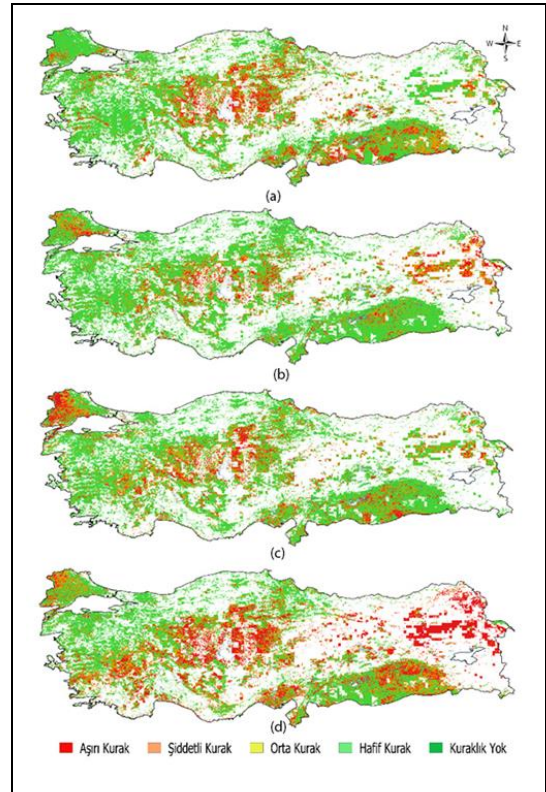 N
W E
S
(a)
(b)
(c)
(d)
Aşırı Kurak Şiddetli Kurak Orta Kurak Hafif Kurak Kuraklık Yok